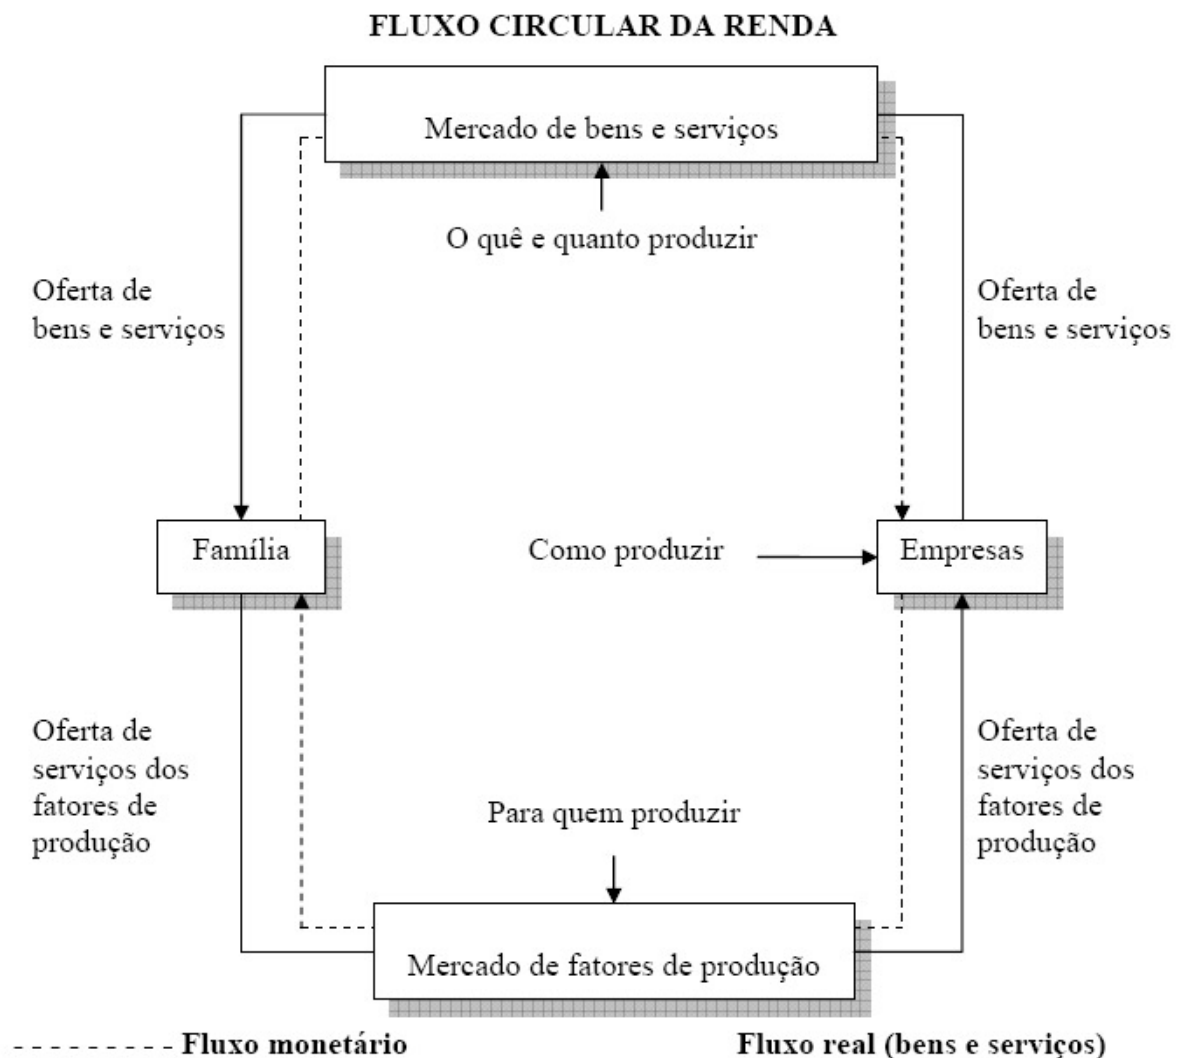 FLUXO CIRCULAR DA RENDA
Mercado de bens e serviços
O quê e quanto produzir
Oferta de
bens e serviços
Oferta de
bens e serviços
Família
Como produzir
Empresas
Oferta de
serviços dos
fatores de
produção
Para quem produzir
Oferta de
serviços dos
fatores de
produção
Mercado de fatores de produção
Fluxo monetário
Fluxo real (bens e serviços)